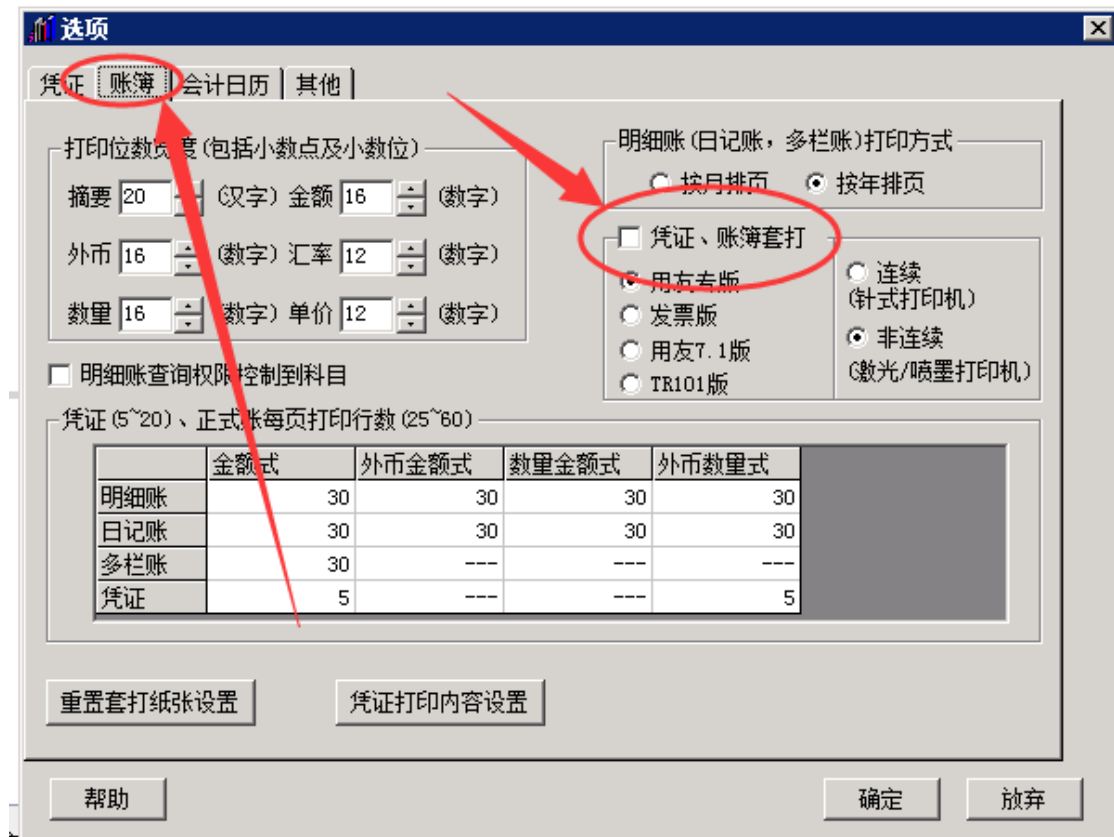 选项
凭证 账簿 会计日历 其他
打印位数宽度(包括小数点及小数位)
摘要 20 (汉字) 金额 16 (数字)
外币 16 (数字) 汇率 12 (数字)
数量 16 (数字) 单价 12 (数字)
明细账查询权限控制到科目
明细账(日记账，多栏账)打印方式
按月排页 按年排页
凭证、账簿套打
用友专版
发票版
用友7.1版
TR101版
连续
(针式打印机)
非连续
(激光/喷墨打印机)
凭证(5~20)、正式账每页打印行数(25~60)
金额式 外币金额式 数量金额式 外币数量式
明细账 30 30 30 30
日记账 30 30 30 30
多栏账 30 --- --- ---
凭证 5 --- --- 5
重置套打纸张设置 凭证打印内容设置
帮助 确定 放弃